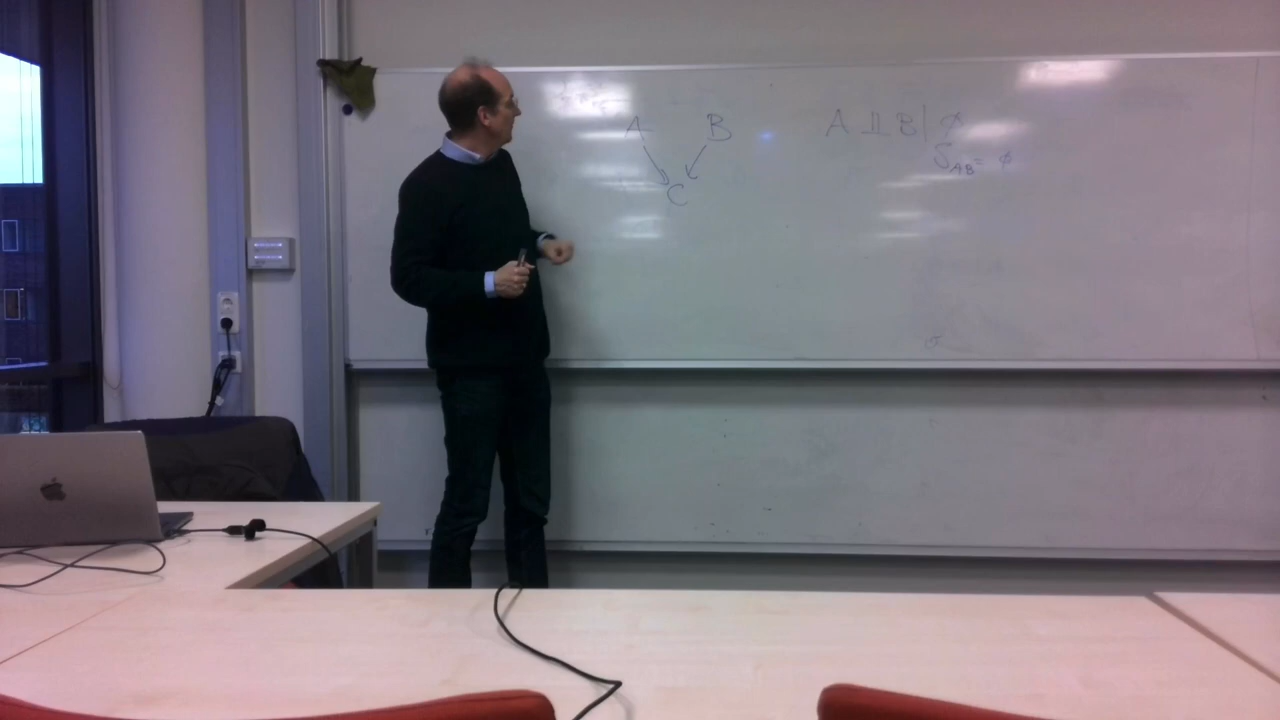 A B A ⫫ B | ∅
S_AB = ∅
C